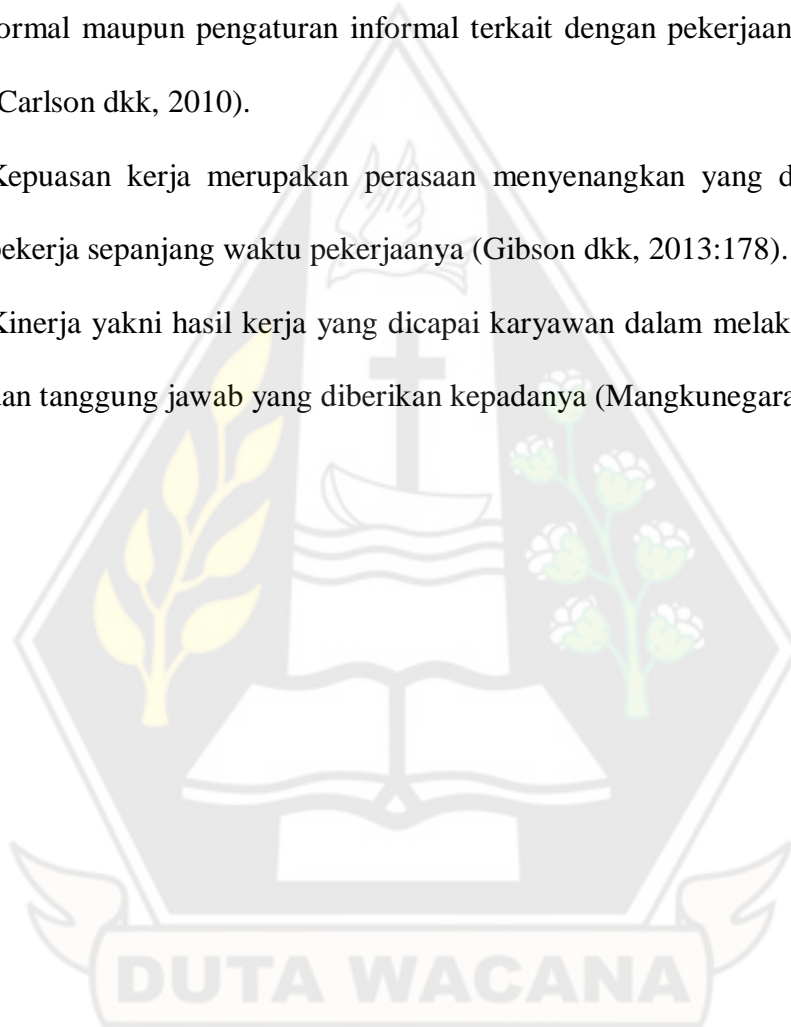 ormal maupun pengaturan informal terkait dengan pekerjaan
Carlson dkk, 2010).
Kepuasan kerja merupakan perasaan menyenangkan yang d
pekerja sepanjang waktu pekerjaanya (Gibson dkk, 2013:178).
Kinerja yakni hasil kerja yang dicapai karyawan dalam melak
dan tanggung jawab yang diberikan kepadanya (Mangkunegara
DUTA WACANA